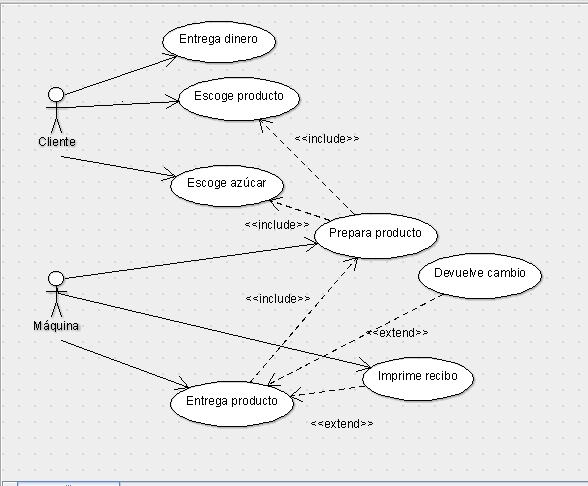 Entrega dinero
Escoge producto
Cliente
<<include>>
Escoge azúcar
<<include>>
Prepara producto
Devuelve cambio
<<include>>
Máquina
<<extend>>
Imprime recibo
Entrega producto
<<extend>>